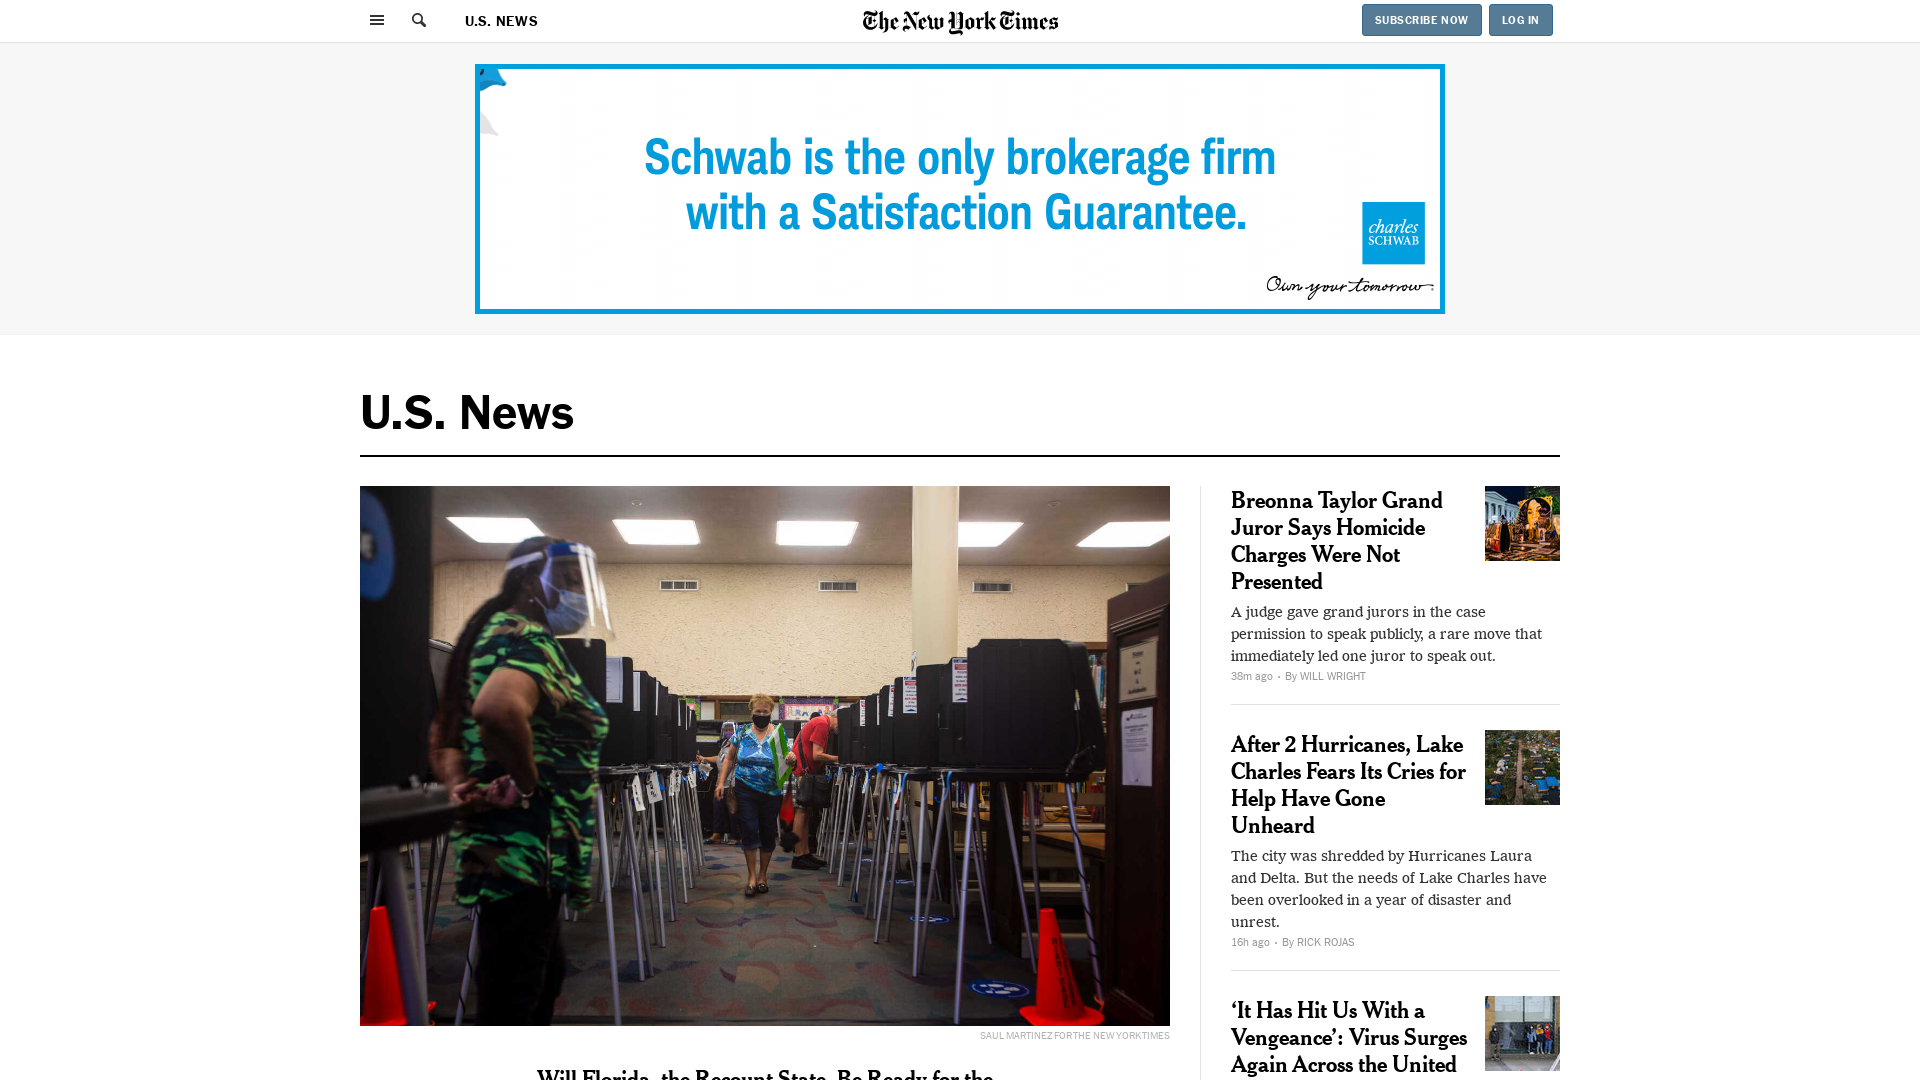 U.S. NEWS
The New York Times
SUBSCRIBE NOW
LOG IN
Schwab is the only brokerage firm
with a Satisfaction Guarantee.
charles
SCHWAB
Own your tomorrow.
U.S. News
SAUL MARTINEZ FOR THE NEW YORK TIMES
Will Florida, the Recount State, Be Ready for the
Breonna Taylor Grand
Juror Says Homicide
Charges Were Not
Presented
A judge gave grand jurors in the case
permission to speak publicly, a rare move that
immediately led one juror to speak out.
38m ago • By WILL WRIGHT
After 2 Hurricanes, Lake
Charles Fears Its Cries for
Help Have Gone
Unheard
The city was shredded by Hurricanes Laura
and Delta. But the needs of Lake Charles have
been overlooked in a year of disaster and
unrest.
16h ago • By RICK ROJAS
‘It Has Hit Us With a
Vengeance’: Virus Surges
Again Across the United